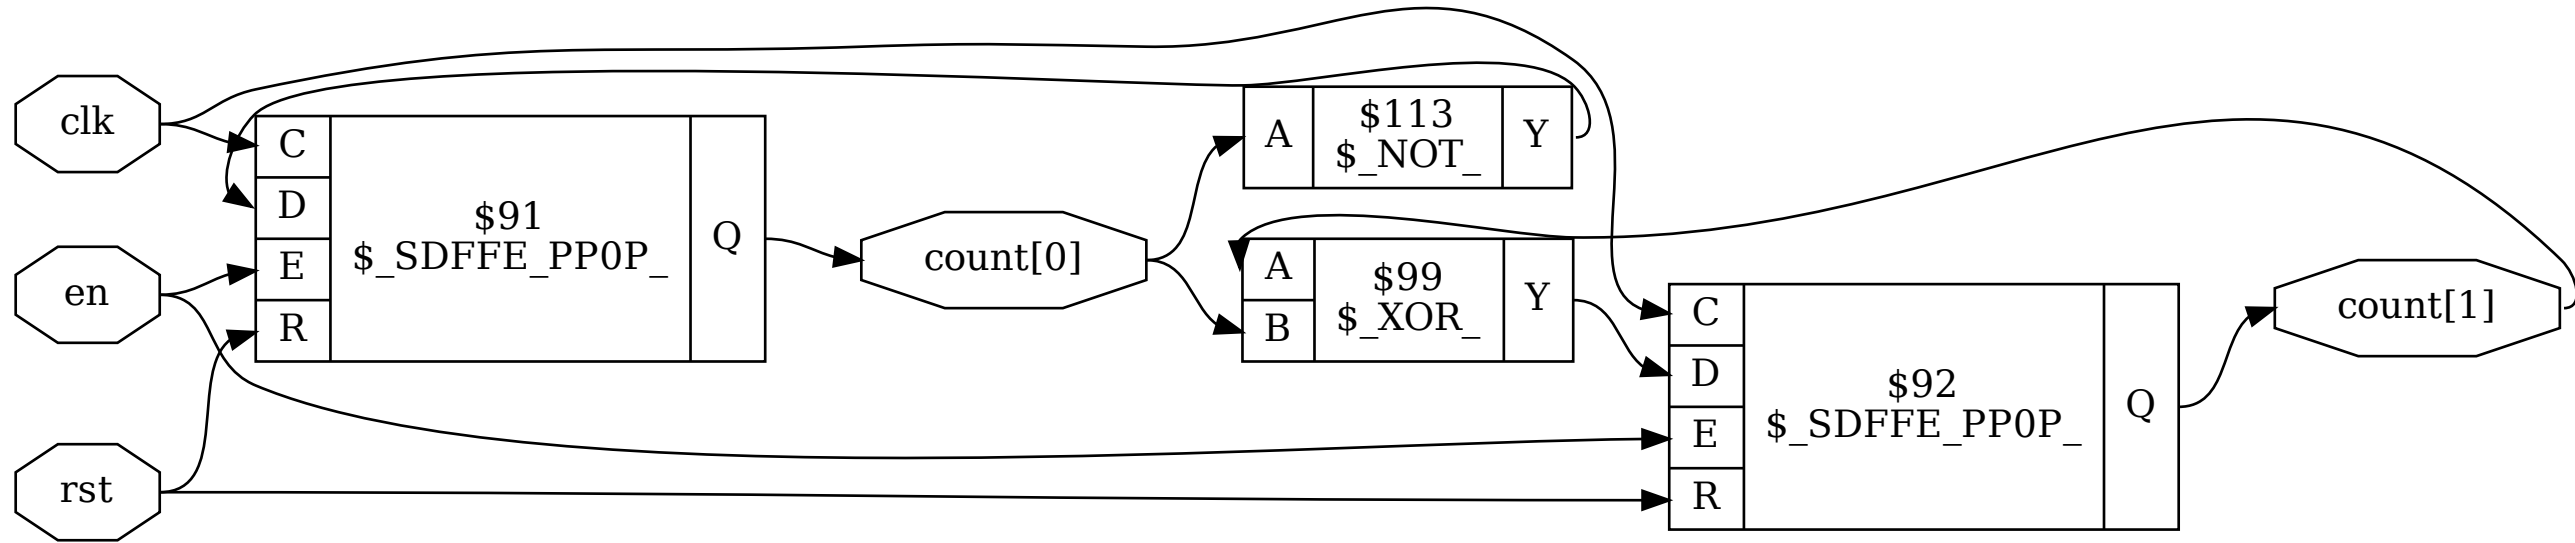 clk
en
rst
C
D
E
R
$91
$_SDFFE_PP0P_
Q
count[0]
A
$113
$_NOT_
Y
A
B
$99
$_XOR_
Y
C
D
E
R
$92
$_SDFFE_PP0P_
Q
count[1]